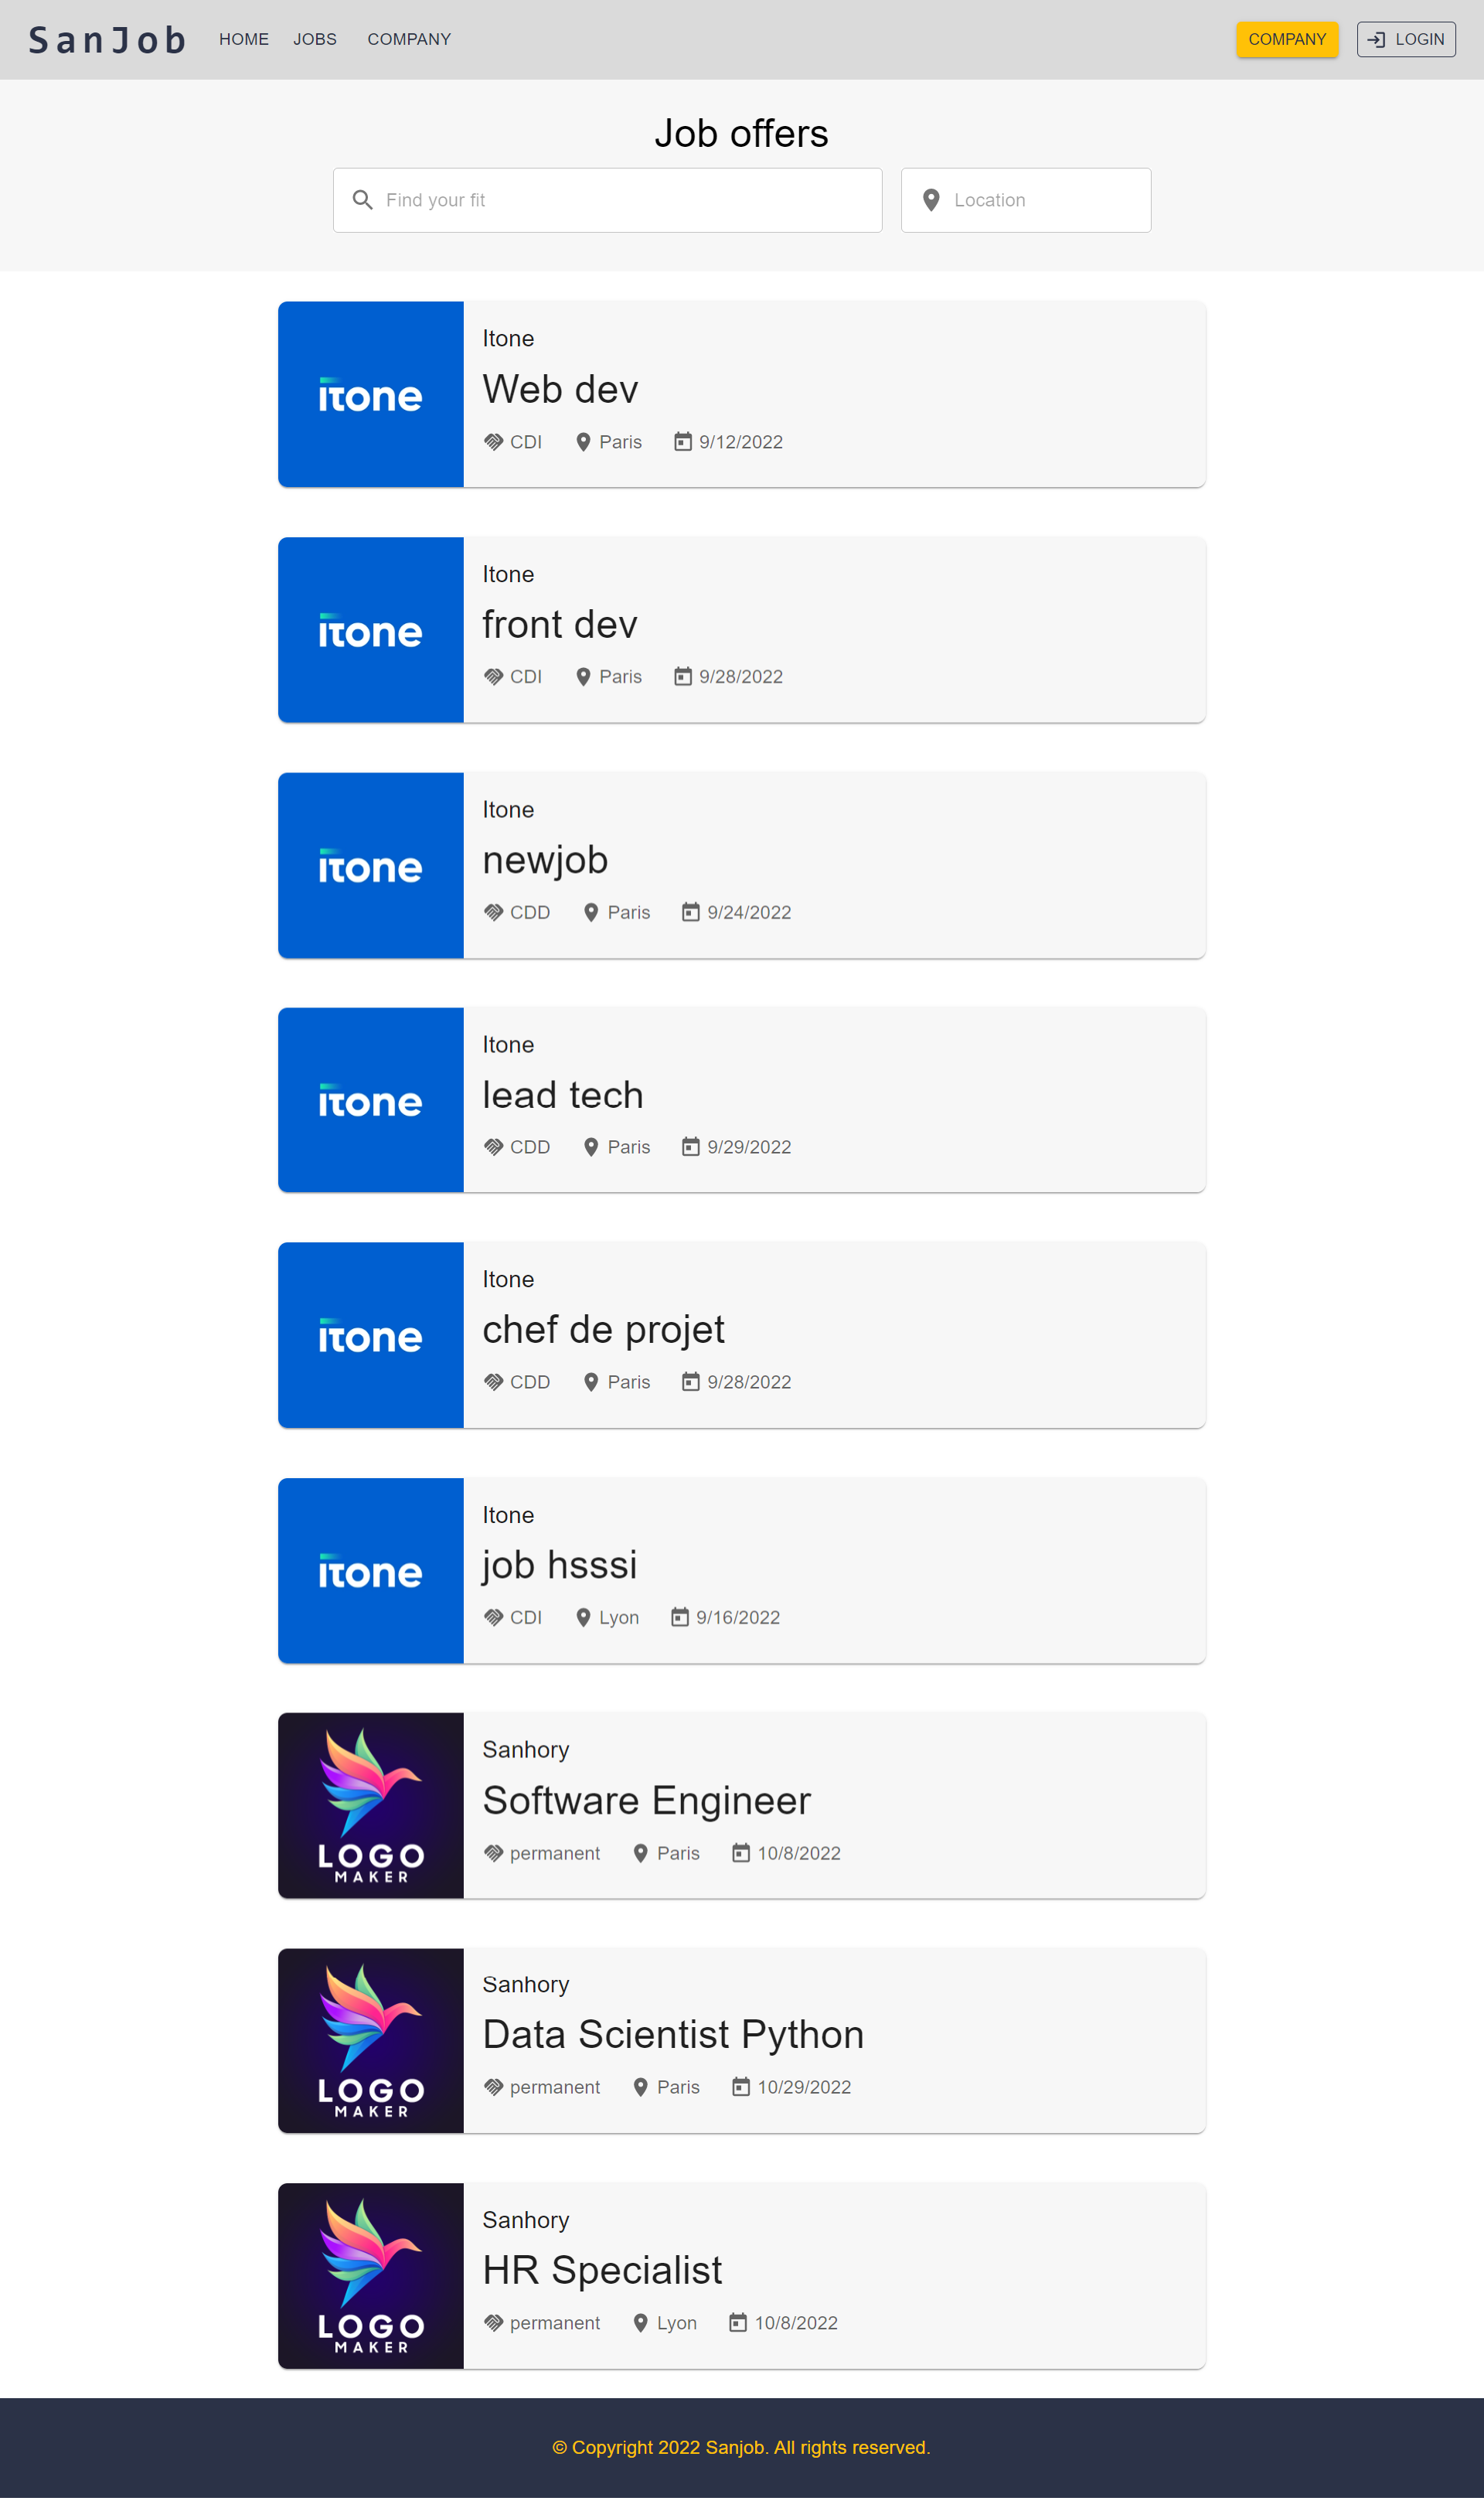 SanJob HOME JOBS COMPANY COMPANY LOGIN
Job offers
Find your fit Location
itone
Itone
Web dev
CDI Paris 9/12/2022
itone
Itone
front dev
CDI Paris 9/28/2022
itone
Itone
newjob
CDD Paris 9/24/2022
itone
Itone
lead tech
CDD Paris 9/29/2022
itone
Itone
chef de projet
CDD Paris 9/28/2022
itone
Itone
job hsssi
CDI Lyon 9/16/2022
LOGO
MAKER
Sanhory
Software Engineer
permanent Paris 10/8/2022
LOGO
MAKER
Sanhory
Data Scientist Python
permanent Paris 10/29/2022
LOGO
MAKER
Sanhory
HR Specialist
permanent Lyon 10/8/2022
© Copyright 2022 Sanjob. All rights reserved.